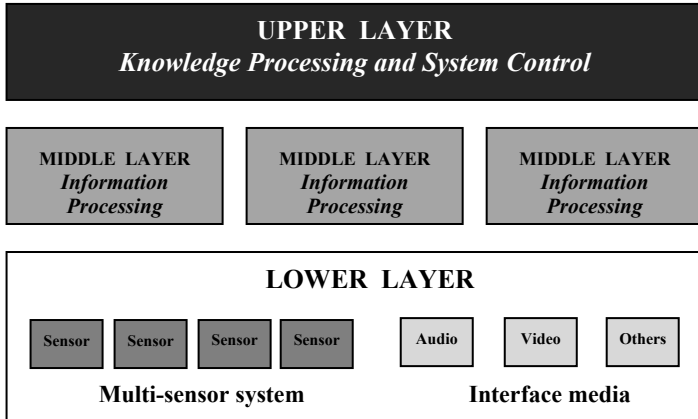 UPPER LAYER
Knowledge Processing and System Control
MIDDLE LAYER
Information
Processing
MIDDLE LAYER
Information
Processing
MIDDLE LAYER
Information
Processing
LOWER LAYER
Sensor
Sensor
Sensor
Sensor
Audio
Video
Others
Multi-sensor system
Interface media